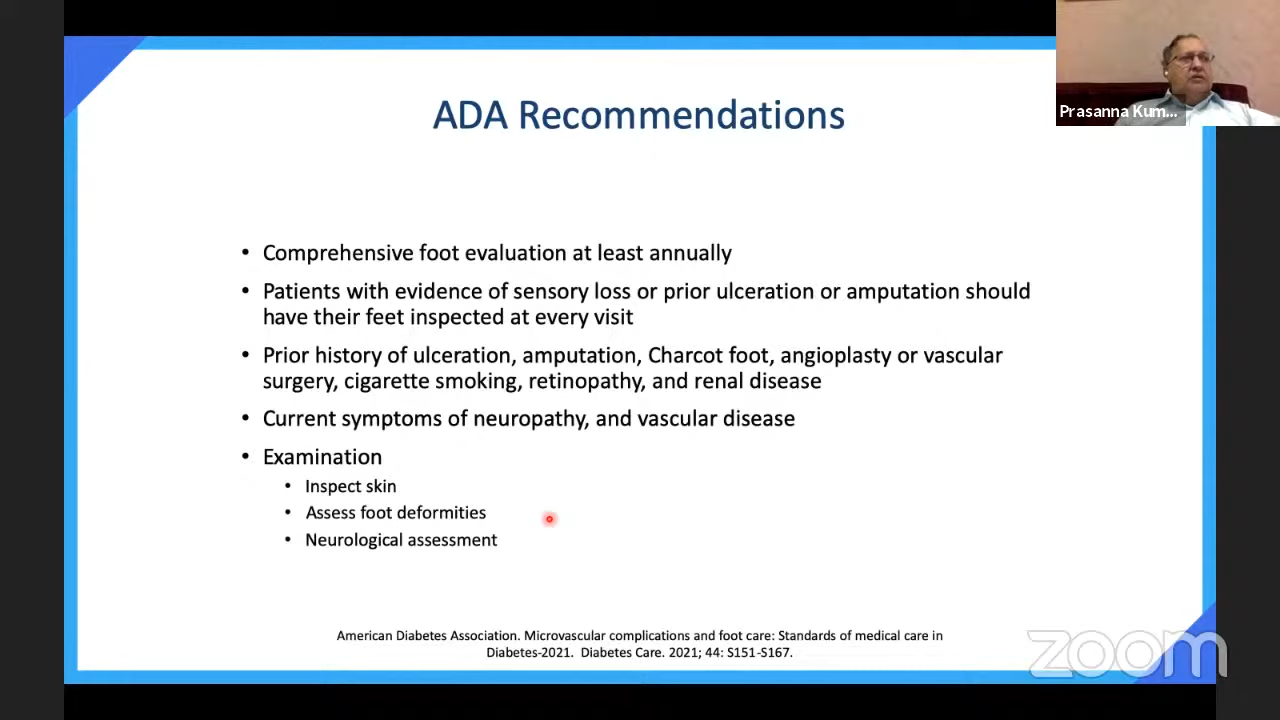 ADA Recommendations
Prasanna Kum...
• Comprehensive foot evaluation at least annually
• Patients with evidence of sensory loss or prior ulceration or amputation should
have their feet inspected at every visit
• Prior history of ulceration, amputation, Charcot foot, angioplasty or vascular
surgery, cigarette smoking, retinopathy, and renal disease
• Current symptoms of neuropathy, and vascular disease
• Examination
• Inspect skin
• Assess foot deformities
• Neurological assessment
American Diabetes Association. Microvascular complications and foot care: Standards of medical care in
Diabetes-2021. Diabetes Care. 2021; 44: S151-S167.
zoom